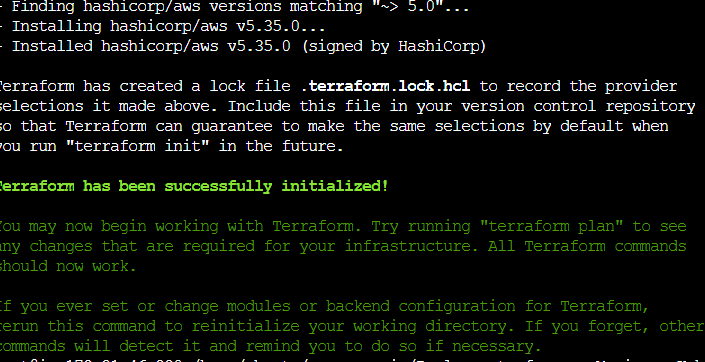 - Finding hashicorp/aws versions matching "~> 5.0"...
- Installing hashicorp/aws v5.35.0...
- Installed hashicorp/aws v5.35.0 (signed by HashiCorp)
Terraform has created a lock file .terraform.lock.hcl to record the provider
selections it made above. Include this file in your version control repository
so that Terraform can guarantee to make the same selections by default when
you run "terraform init" in the future.
Terraform has been successfully initialized!
You may now begin working with Terraform. Try running "terraform plan" to see
any changes that are required for your infrastructure. All Terraform commands
should now work.
If you ever set or change modules or backend configuration for Terraform,
rerun this command to reinitialize your working directory. If you forget, other
commands will detect it and remind you to do so if necessary.